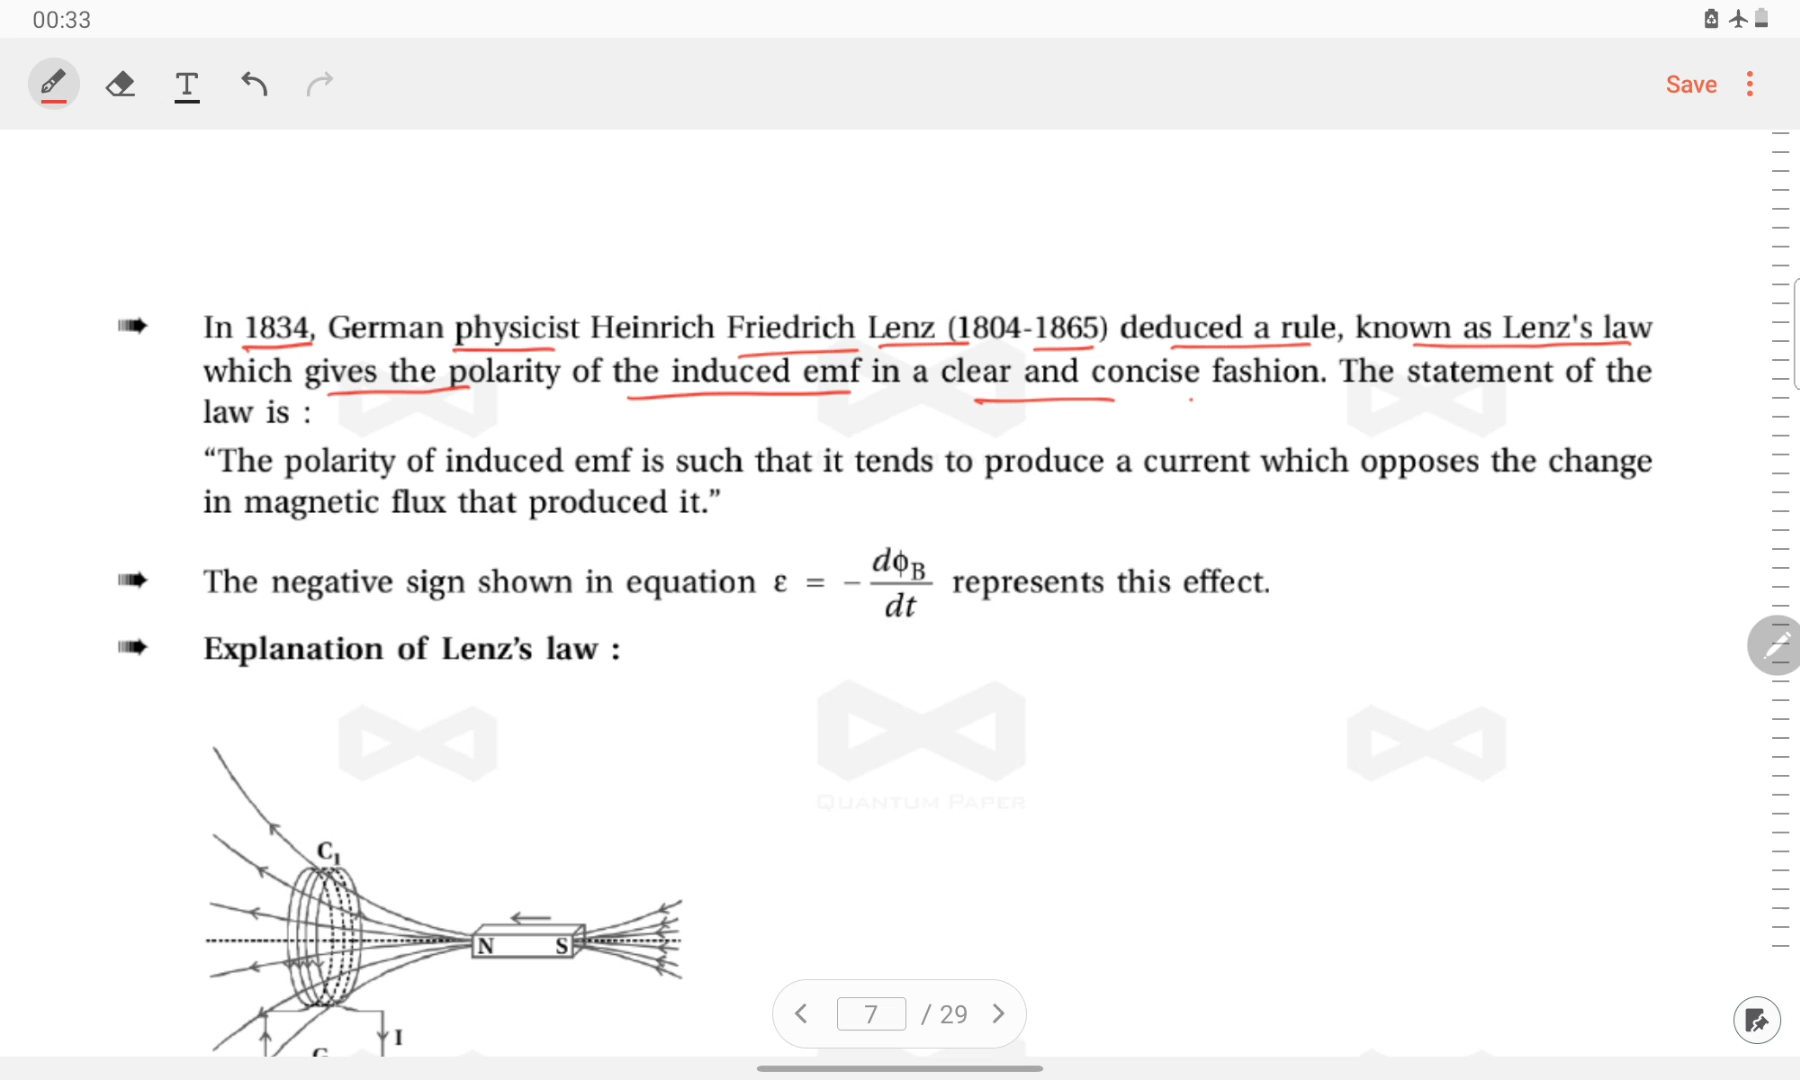 00:33
T
Save
In 1834, German physicist Heinrich Friedrich Lenz (1804-1865) deduced a rule, known as Lenz's law
which gives the polarity of the induced emf in a clear and concise fashion. The statement of the
law is :
“The polarity of induced emf is such that it tends to produce a current which opposes the change
in magnetic flux that produced it.”
The negative sign shown in equation ε = − dϕB/dt represents this effect.
Explanation of Lenz’s law :
QUANTUM PAPER
C1
N S
I
7 / 29